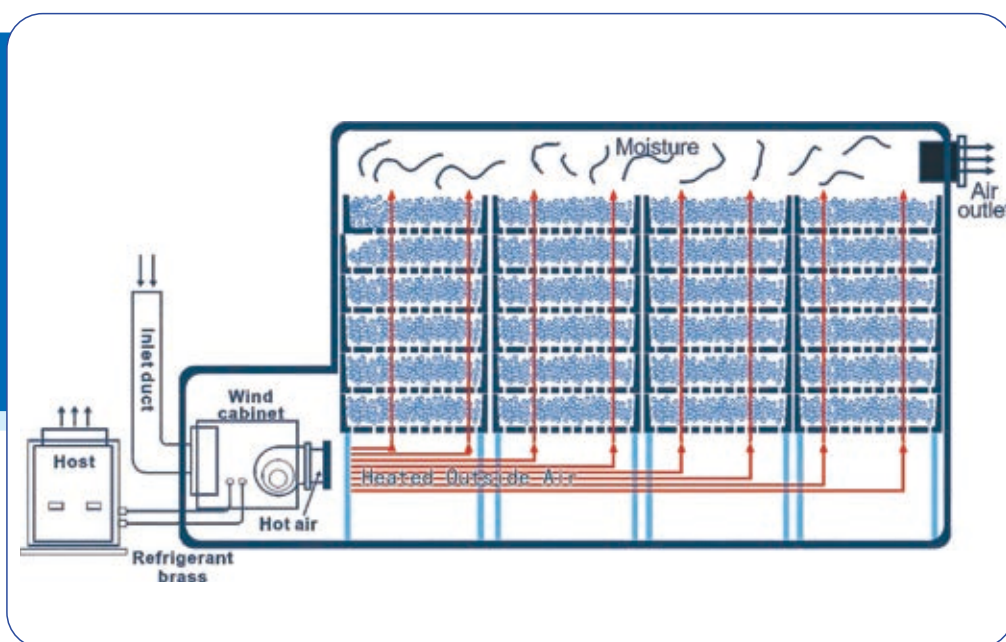 Moisture
Air
outlet
Inlet duct
Wind
cabinet
Host
Heated Outside Air
Hot air
Refrigerant
brass